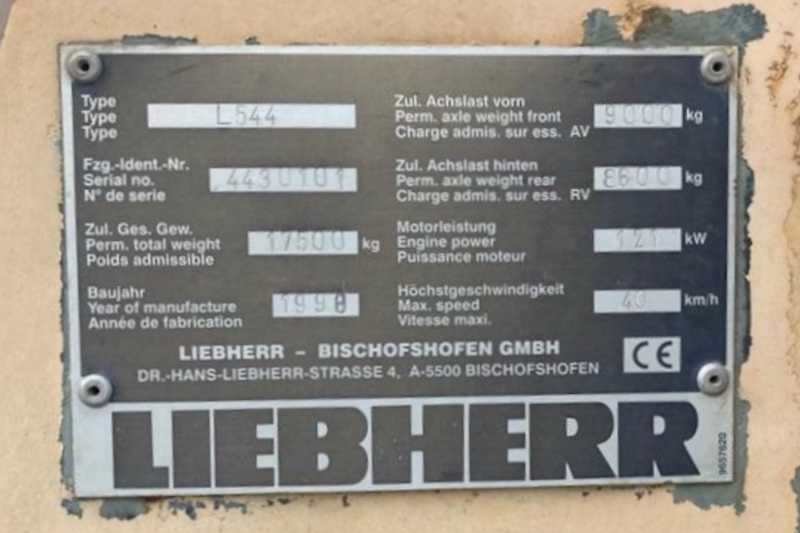 Type
Type L544
Type
Fzg.-Ident.-Nr.
Serial no. 4430101
N° de serie
Zul. Ges. Gew.
Perm. total weight 17500 kg
Poids admissible
Baujahr
Year of manufacture
Année de fabrication
Zul. Achslast vorn
Perm. axle weight front 9000 kg
Charge admis. sur ess. AV
Zul. Achslast hinten
Perm. axle weight rear 8600 kg
Charge admis. sur ess. RV
Motorleistung
Engine power 121 kW
Puissance moteur
Höchstgeschwindigkeit
Max. speed 40 km/h
Vitesse maxi.
LIEBHERR – BISCHOFSHOFEN GMBH
DR.-HANS-LIEBHERR-STRASSE 4, A-5500 BISCHOFSHOFEN
CE
LIEBHERR
9657620